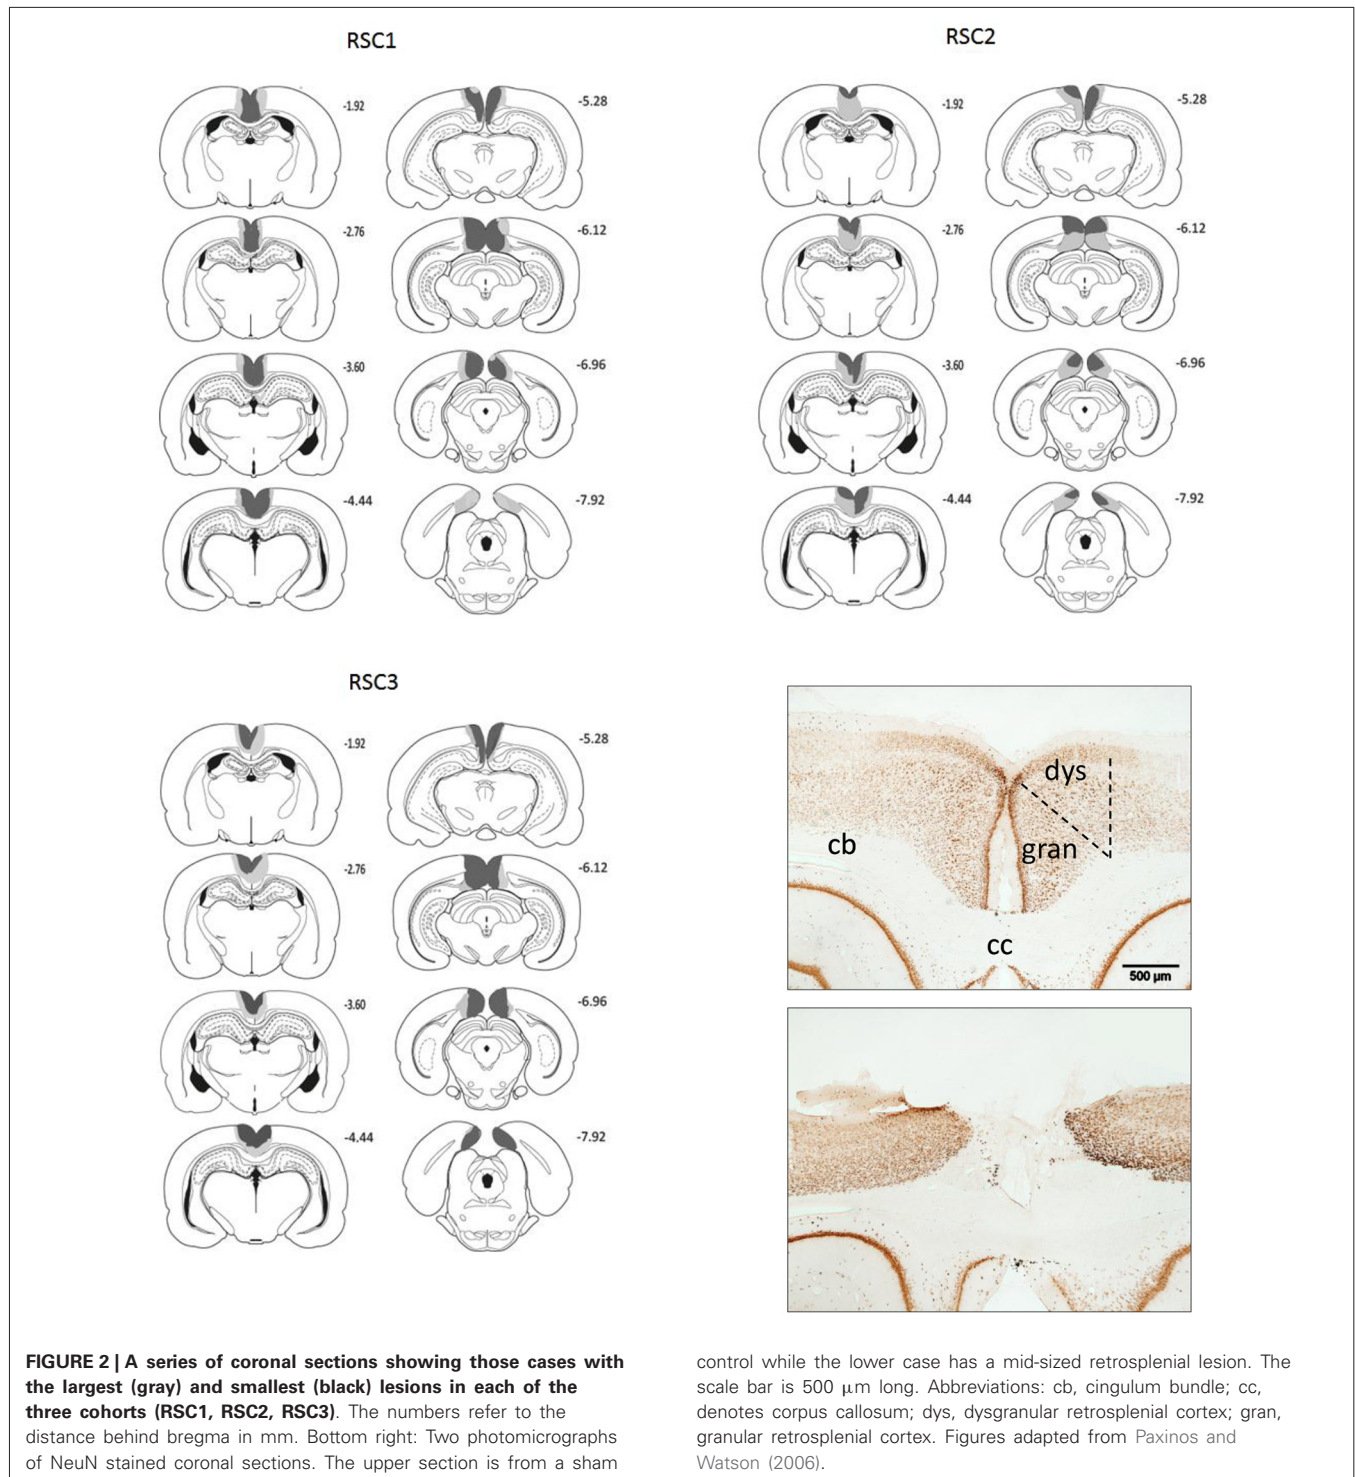 RSC1
-1.92
-2.76
-3.60
-4.44
-5.28
-6.12
-6.96
-7.92
RSC2
-1.92
-2.76
-3.60
-4.44
-5.28
-6.12
-6.96
-7.92
RSC3
-1.92
-2.76
-3.60
-4.44
-5.28
-6.12
-6.96
-7.92
dys
cb
gran
cc
500 µm
FIGURE 2 | A series of coronal sections showing those cases with
the largest (gray) and smallest (black) lesions in each of the
three cohorts (RSC1, RSC2, RSC3). The numbers refer to the
distance behind bregma in mm. Bottom right: Two photomicrographs
of NeuN stained coronal sections. The upper section is from a sham
control while the lower case has a mid-sized retrosplenial lesion. The
scale bar is 500 µm long. Abbreviations: cb, cingulum bundle; cc,
denotes corpus callosum; dys, dysgranular retrosplenial cortex; gran,
granular retrosplenial cortex. Figures adapted from Paxinos and
Watson (2006).